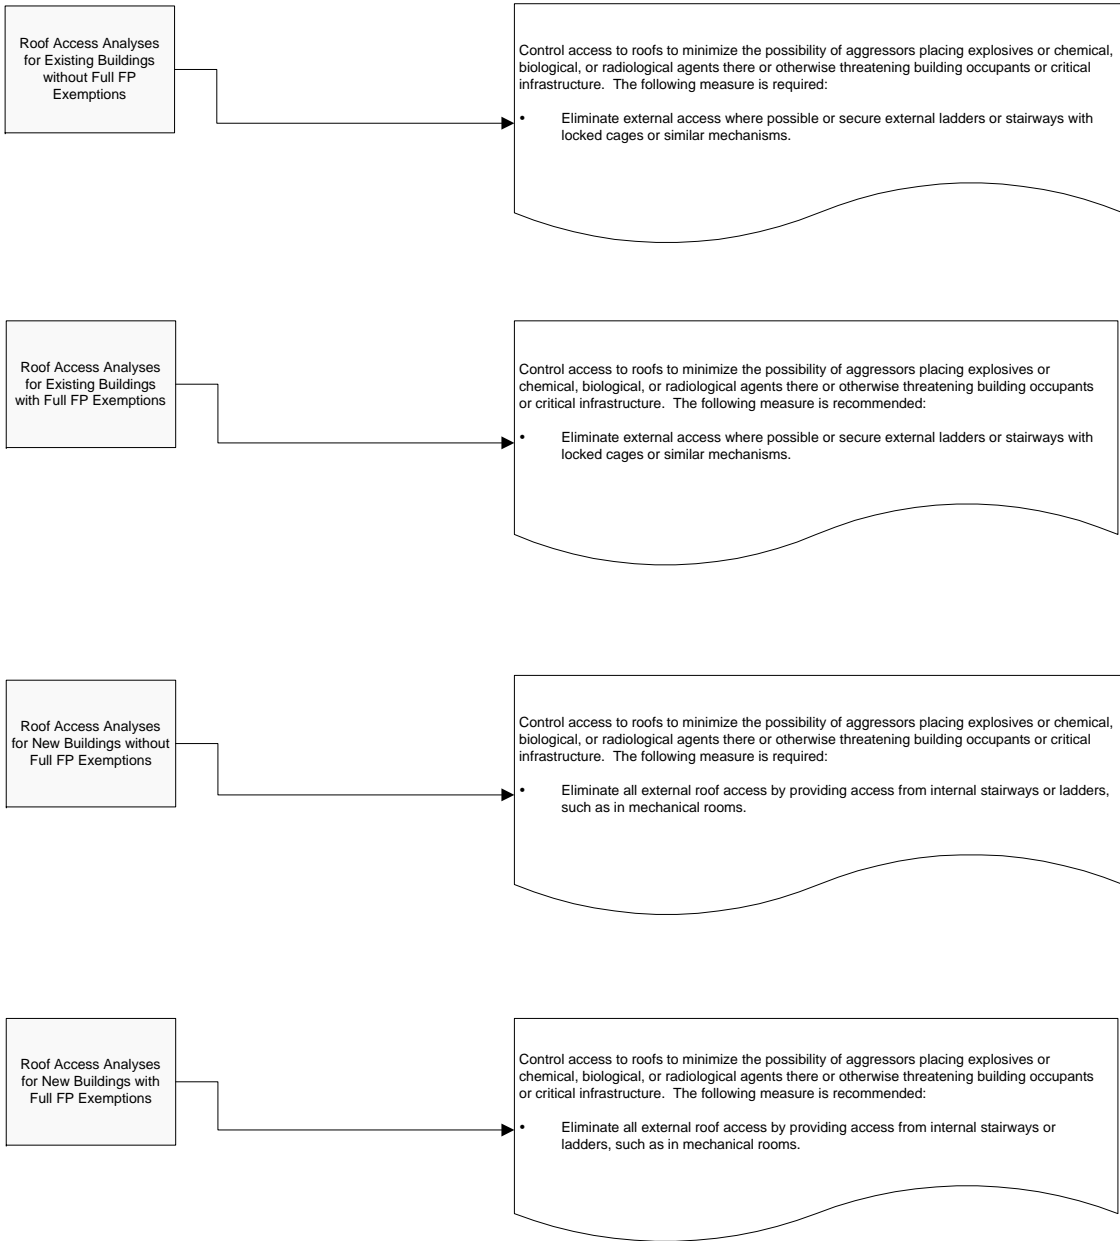 Roof Access Analyses
for Existing Buildings
without Full FP
Exemptions
Control access to roofs to minimize the possibility of aggressors placing explosives or chemical,
biological, or radiological agents there or otherwise threatening building occupants or critical
infrastructure.  The following measure is required:
• Eliminate external access where possible or secure external ladders or stairways with
locked cages or similar mechanisms.
Roof Access Analyses
for Existing Buildings
with Full FP Exemptions
Control access to roofs to minimize the possibility of aggressors placing explosives or
chemical, biological, or radiological agents there or otherwise threatening building occupants
or critical infrastructure.  The following measure is recommended:
• Eliminate external access where possible or secure external ladders or stairways with
locked cages or similar mechanisms.
Roof Access Analyses
for New Buildings without
Full FP Exemptions
Control access to roofs to minimize the possibility of aggressors placing explosives or chemical,
biological, or radiological agents there or otherwise threatening building occupants or critical
infrastructure.  The following measure is required:
• Eliminate all external roof access by providing access from internal stairways or ladders,
such as in mechanical rooms.
Roof Access Analyses
for New Buildings with
Full FP Exemptions
Control access to roofs to minimize the possibility of aggressors placing explosives or
chemical, biological, or radiological agents there or otherwise threatening building occupants
or critical infrastructure.  The following measure is recommended:
• Eliminate all external roof access by providing access from internal stairways or
ladders, such as in mechanical rooms.